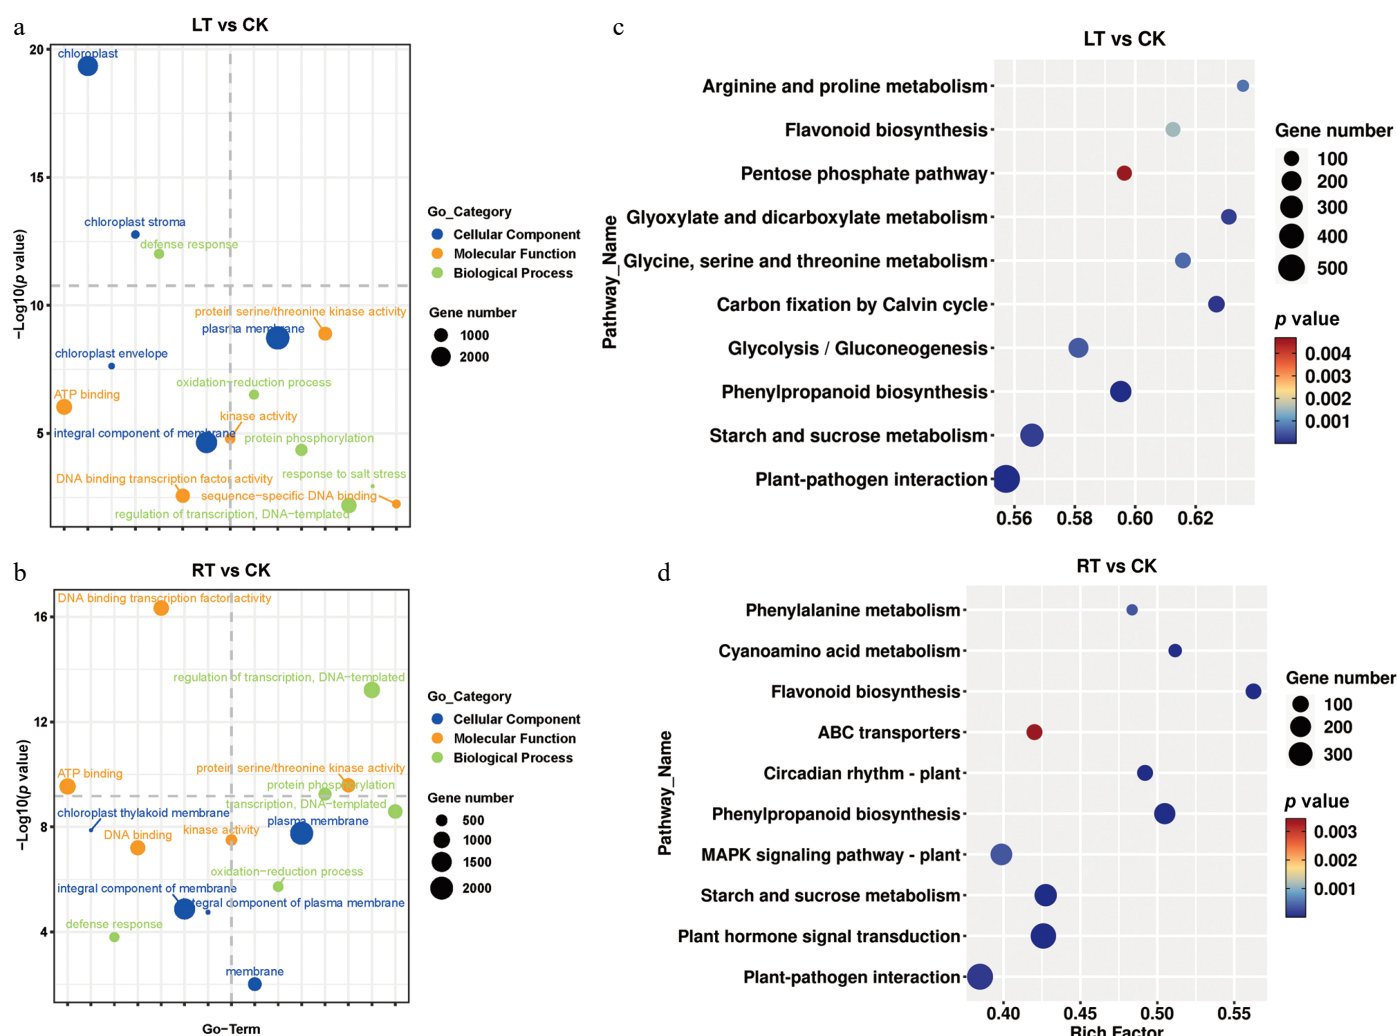 a
LT vs CK
−Log10(p value)
20
15
10
5
chloroplast
chloroplast stroma
defense response
protein serine/threonine kinase activity
plasma membrane
chloroplast envelope
oxidation−reduction process
ATP binding
kinase activity
integral component of membrane
protein phosphorylation
response to salt stress
DNA binding transcription factor activity
sequence−specific DNA binding
regulation of transcription, DNA−templated
Go_Category
Cellular Component
Molecular Function
Biological Process
Gene number
1000
2000
b
RT vs CK
−Log10(p value)
16
12
8
4
DNA binding transcription factor activity
regulation of transcription, DNA−templated
ATP binding
protein serine/threonine kinase activity
protein phosphorylation
transcription, DNA−templated
chloroplast thylakoid membrane
plasma membrane
kinase activity
DNA binding
oxidation−reduction process
integral component of membrane
tegral component of plasma membrane
defense response
membrane
Go−Term
Go_Category
Cellular Component
Molecular Function
Biological Process
Gene number
500
1000
1500
2000
c
LT vs CK
Pathway_Name
Arginine and proline metabolism
Flavonoid biosynthesis
Pentose phosphate pathway
Glyoxylate and dicarboxylate metabolism
Glycine, serine and threonine metabolism
Carbon fixation by Calvin cycle
Glycolysis / Gluconeogenesis
Phenylpropanoid biosynthesis
Starch and sucrose metabolism
Plant-pathogen interaction
0.56 0.58 0.60 0.62
Gene number
100
200
300
400
500
p value
0.004
0.003
0.002
0.001
d
RT vs CK
Pathway_Name
Phenylalanine metabolism
Cyanoamino acid metabolism
Flavonoid biosynthesis
ABC transporters
Circadian rhythm - plant
Phenylpropanoid biosynthesis
MAPK signaling pathway - plant
Starch and sucrose metabolism
Plant hormone signal transduction
Plant-pathogen interaction
0.40 0.45 0.50 0.55
Rich Factor
Gene number
100
200
300
p value
0.003
0.002
0.001